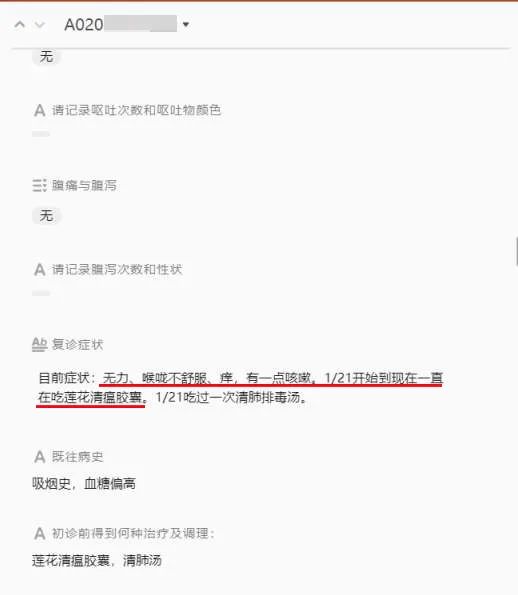 A020
无
请记录呕吐次数和呕吐物颜色
腹痛与腹泻
无
请记录腹泻次数和性状
复诊症状
目前症状：无力、喉咙不舒服、痒，有一点咳嗽。1/21开始到现在一直
在吃莲花清瘟胶囊。1/21吃过一次清肺排毒汤。
既往病史
吸烟史，血糖偏高
初诊前得到何种治疗及调理：
莲花清瘟胶囊，清肺汤